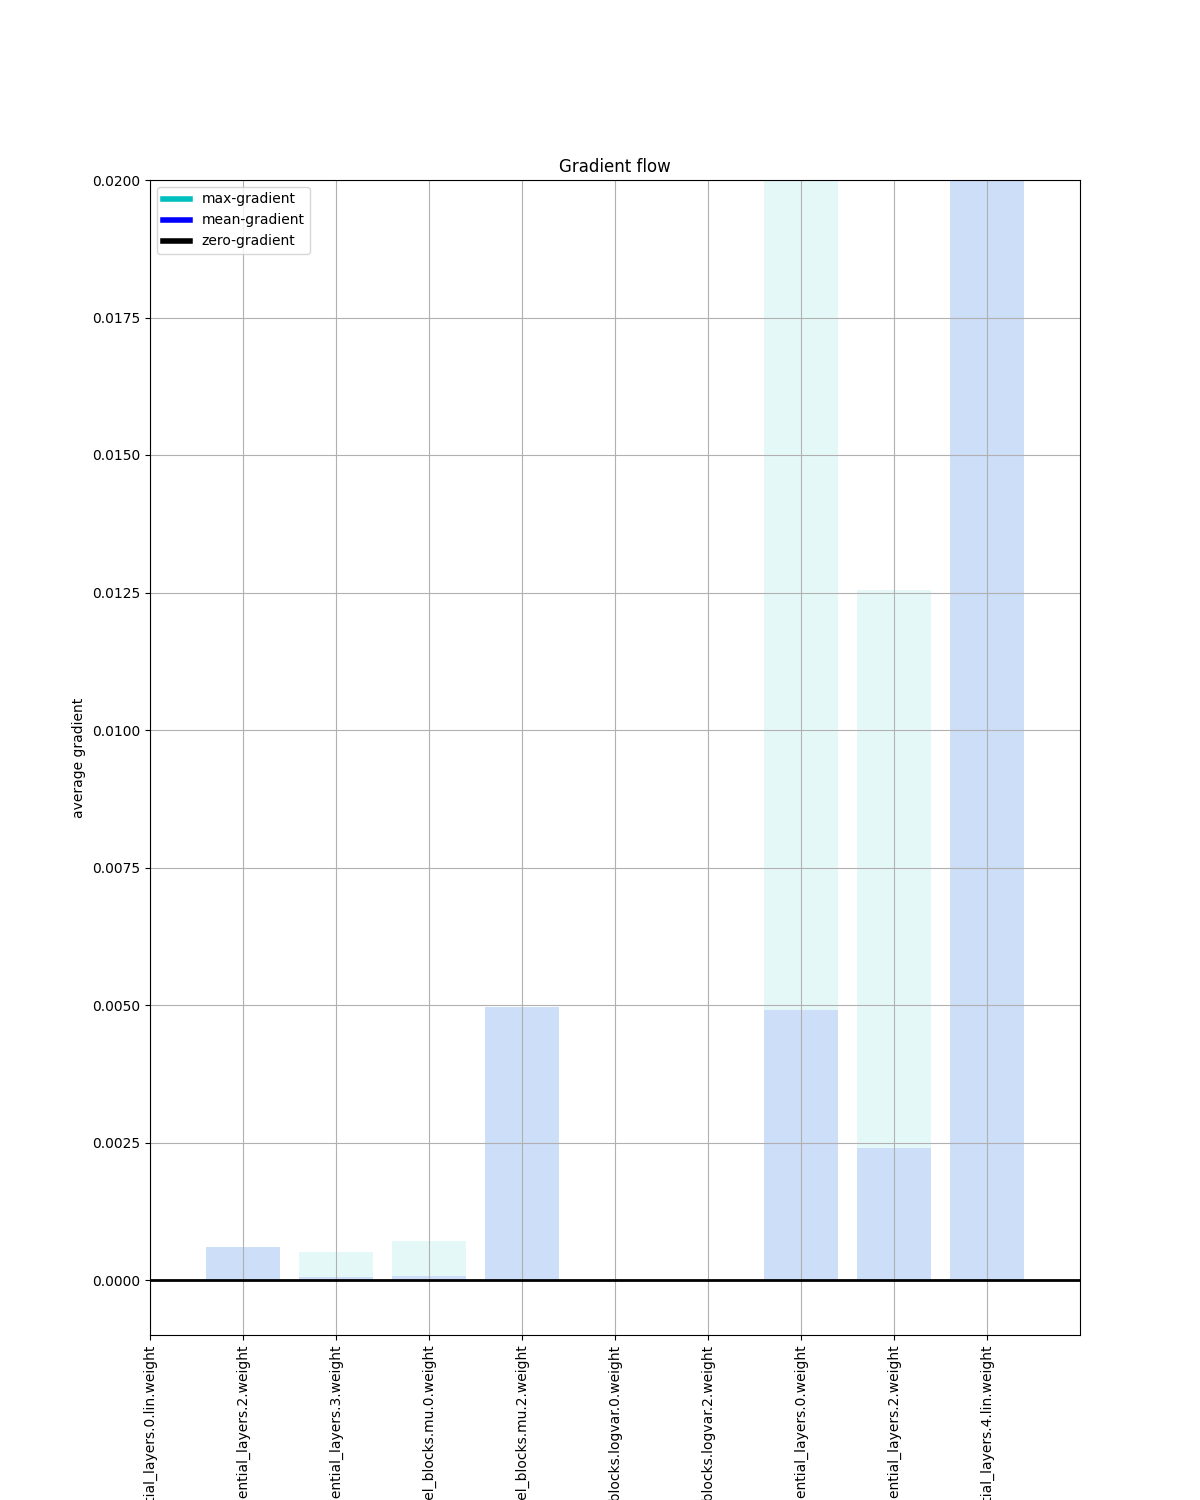 Gradient flow
max-gradient
mean-gradient
zero-gradient
0.0200
0.0175
0.0150
0.0125
0.0100
0.0075
0.0050
0.0025
0.0000
average gradient
tial_layers.0.lin.weight
ential_layers.2.weight
ential_layers.3.weight
el_blocks.mu.0.weight
el_blocks.mu.2.weight
blocks.logvar.0.weight
blocks.logvar.2.weight
ential_layers.0.weight
ential_layers.2.weight
tial_layers.4.lin.weight